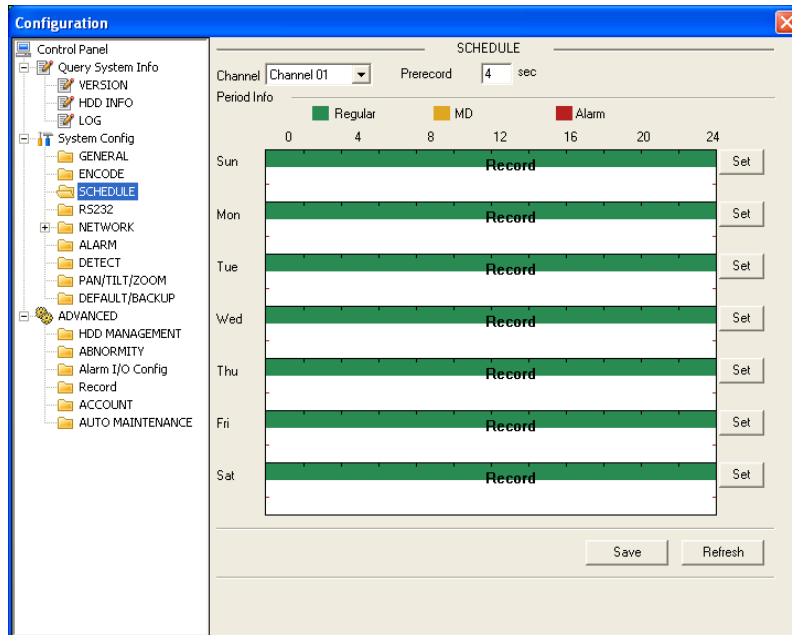 Configuration
Control Panel
Query System Info
VERSION
HDD INFO
LOG
System Config
GENERAL
ENCODE
SCHEDULE
RS232
NETWORK
ALARM
DETECT
PAN/TILT/ZOOM
DEFAULT/BACKUP
ADVANCED
HDD MANAGEMENT
ABNORMITY
Alarm I/O Config
Record
ACCOUNT
AUTO MAINTENANCE
SCHEDULE
Channel Channel 01 Prerecord 4 sec
Period Info
Regular MD Alarm
0 4 8 12 16 20 24
Sun Record Set
Mon Record Set
Tue Record Set
Wed Record Set
Thu Record Set
Fri Record Set
Sat Record Set
Save Refresh